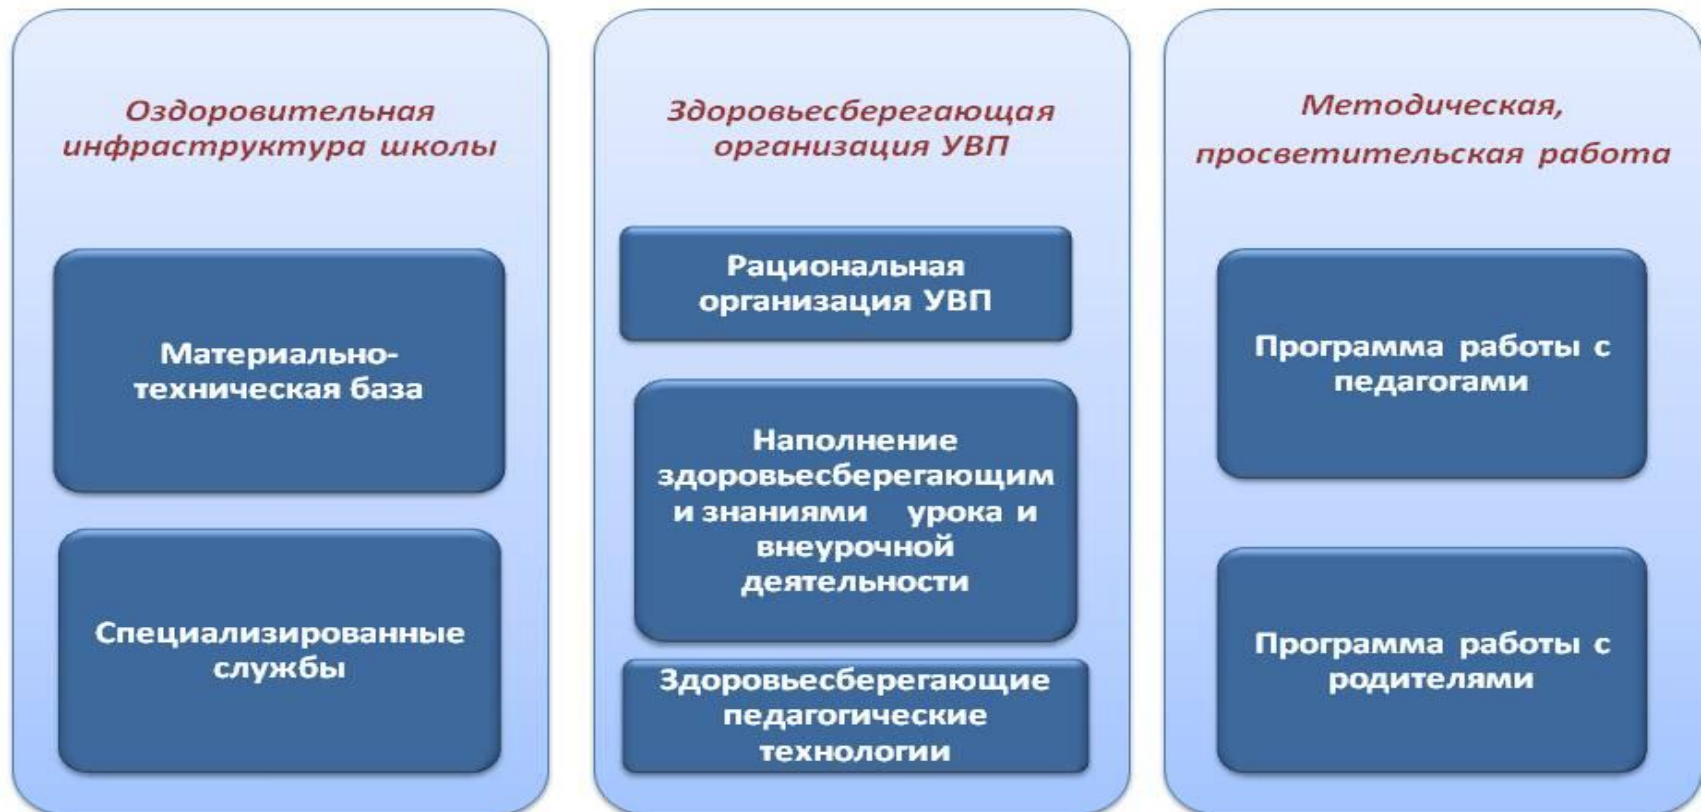 Оздоровительная
инфраструктура школы
Материально-
техническая база
Специализированные
службы
Здоровьесберегающая
организация УВП
Рациональная
организация УВП
Наполнение
здоровьесберегающим
и знаниями урока и
внеурочной
деятельности
Здоровьесберегающие
педагогические
технологии
Методическая,
просветительская работа
Программа работы с
педагогами
Программа работы с
родителями